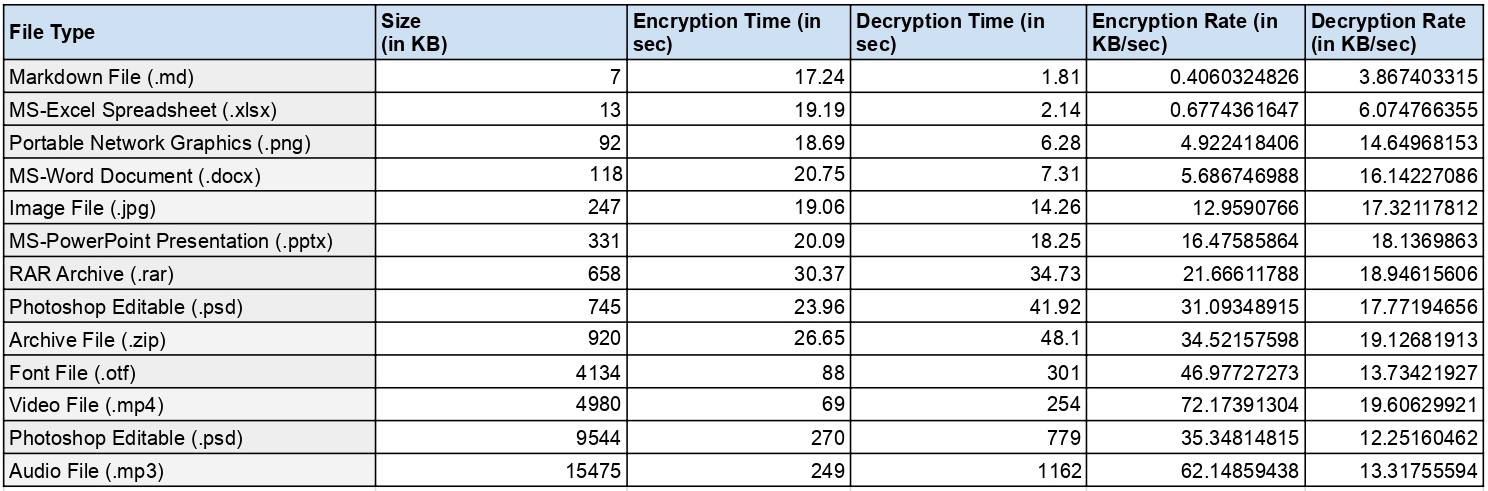 File Type Size (in KB) Encryption Time (in sec) Decryption Time (in sec) Encryption Rate (in KB/sec) Decryption Rate (in KB/sec)
Markdown File (.md) 7 17.24 1.81 0.4060324826 3.867403315
MS-Excel Spreadsheet (.xlsx) 13 19.19 2.14 0.6774361647 6.074766355
Portable Network Graphics (.png) 92 18.69 6.28 4.922418406 14.64968153
MS-Word Document (.docx) 118 20.75 7.31 5.686746988 16.14227086
Image File (.jpg) 247 19.06 14.26 12.9590766 17.32117812
MS-PowerPoint Presentation (.pptx) 331 20.09 18.25 16.47585864 18.1369863
RAR Archive (.rar) 658 30.37 34.73 21.66611788 18.94615606
Photoshop Editable (.psd) 745 23.96 41.92 31.09348915 17.77194656
Archive File (.zip) 920 26.65 48.1 34.52157598 19.12681913
Font File (.otf) 4134 88 301 46.97727273 13.73421927
Video File (.mp4) 4980 69 254 72.17391304 19.60629921
Photoshop Editable (.psd) 9544 270 779 35.34814815 12.25160462
Audio File (.mp3) 15475 249 1162 62.14859438 13.31755594